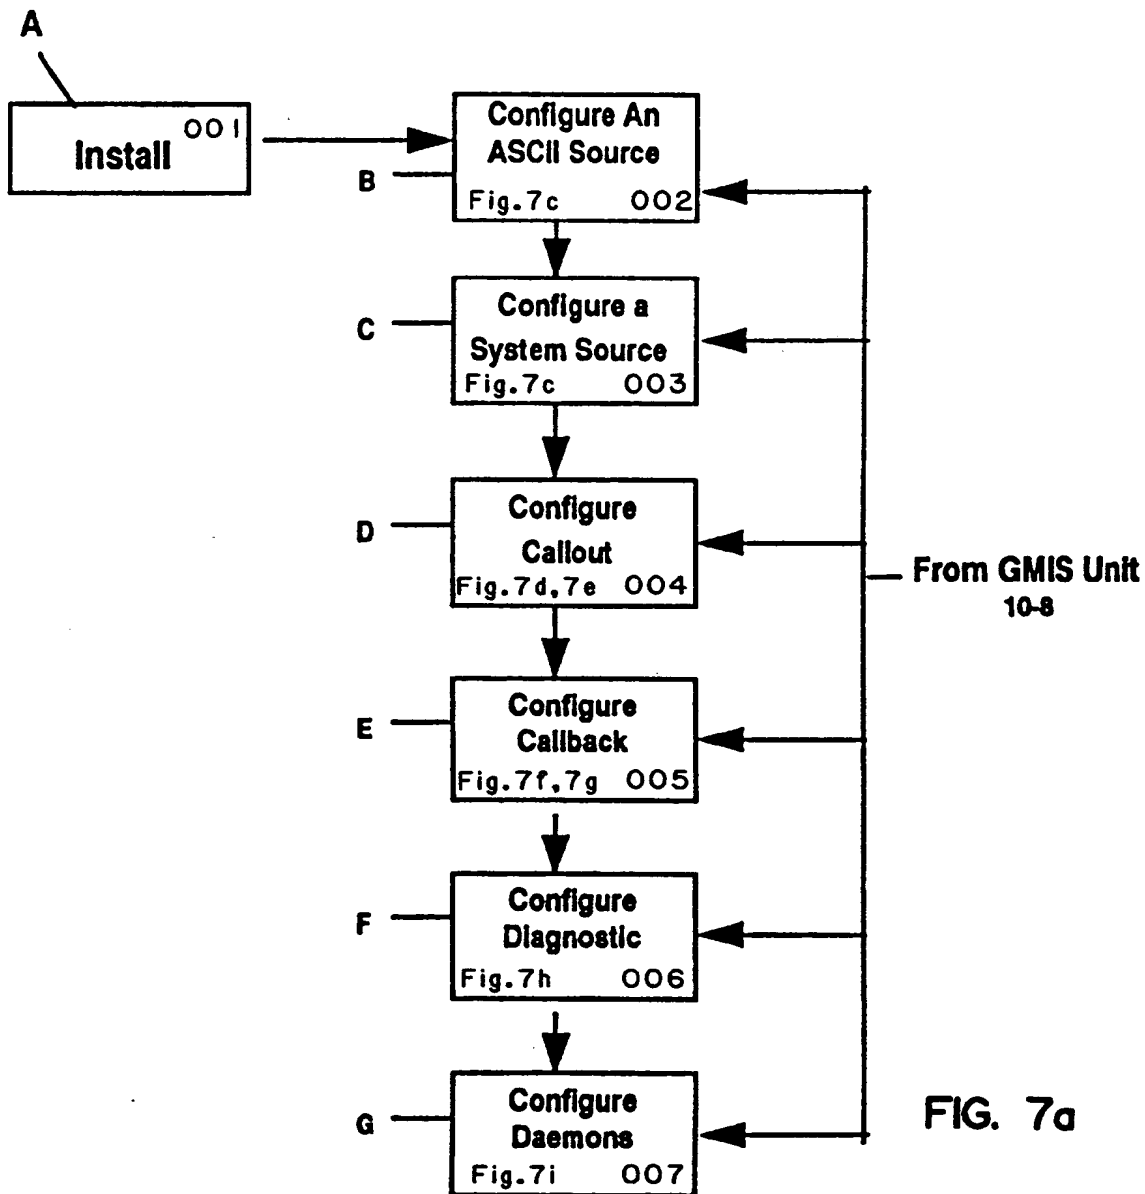 A
001
Install
Configure An
ASCII Source
B
Fig.7c 002
Configure a
C
System Source
Fig.7c 003
Configure
D
Callout
Fig.7d,7e 004
From GMIS Unit
10-8
Configure
E
Callback
Fig.7f,7g 005
Configure
F
Diagnostic
Fig.7h 006
Configure
G
Daemons
Fig.7i 007
FIG. 7a